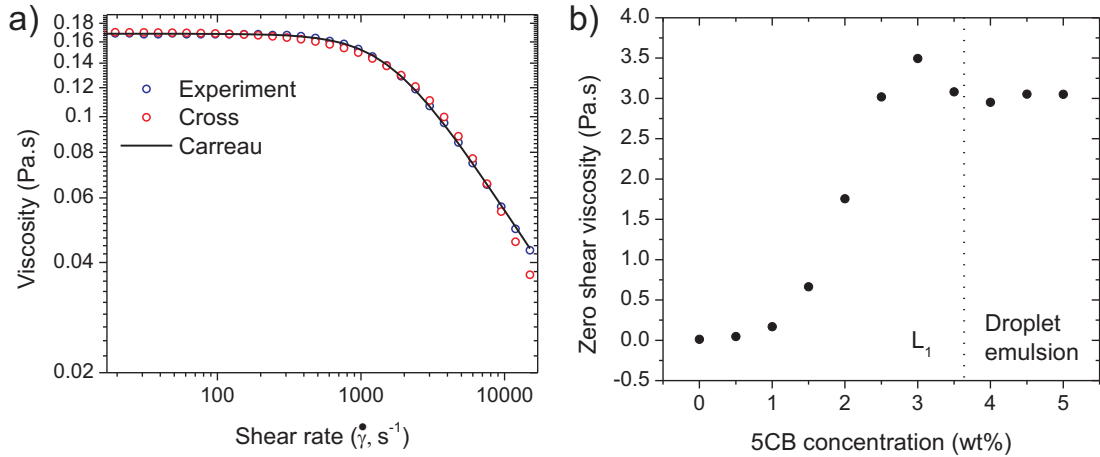 a)
0.18
0.16
0.14
0.12
0.1
0.08
0.06
0.04
0.02
Viscosity (Pa.s)
Experiment
Cross
Carreau
100
1000
10000
Shear rate (γ̇, s⁻¹)
b)
4.0
3.5
3.0
2.5
2.0
1.5
1.0
0.5
0.0
-0.5
Zero shear viscosity (Pa.s)
L₁
Droplet
emulsion
0
1
2
3
4
5
5CB concentration (wt%)